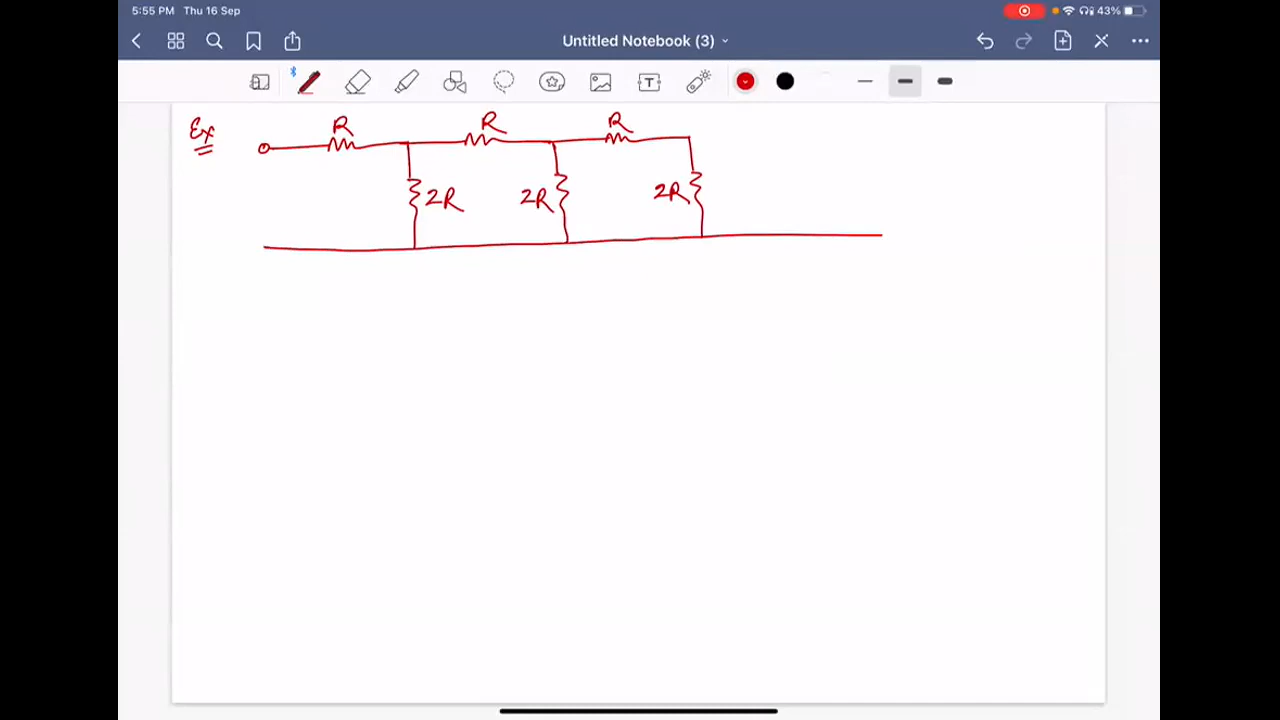 5:55 PM Thu 16 Sep
43%
Untitled Notebook (3)
T
Ex
R R R
2R 2R 2R